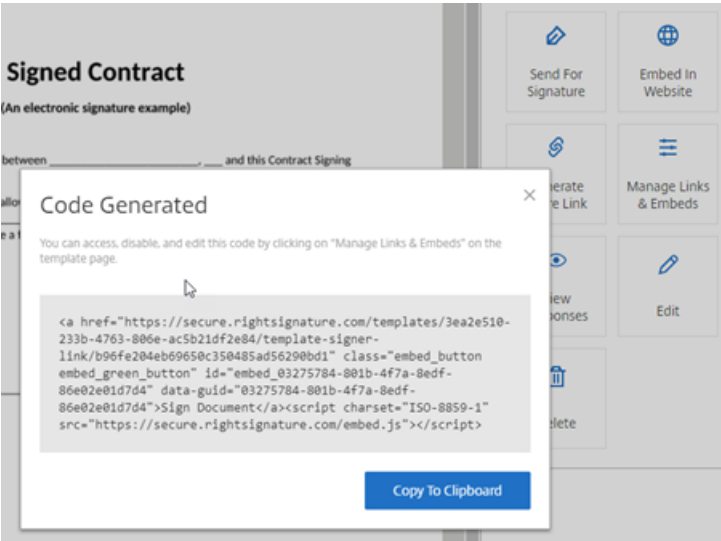 Signed Contract
(An electronic signature example)
between ________________________, ___ and this Contract Signing
Send For
Signature
Embed In
Website
Manage Links
& Embeds
Edit
Code Generated
You can access, disable, and edit this code by clicking on "Manage Links & Embeds" on the
template page.
<a href="https://secure.rightsignature.com/templates/3ea2e510-
233b-4763-806e-ac5b21df2e84/template-signer-
link/b96fe204eb69650c350485ad56290bd1" class="embed_button
embed_green_button" id="embed_03275784-801b-4f7a-8edf-
86e02e01d7d4" data-guid="03275784-801b-4f7a-8edf-
86e02e01d7d4">Sign Document</a><script charset="ISO-8859-1"
src="https://secure.rightsignature.com/embed.js"></script>
Copy To Clipboard